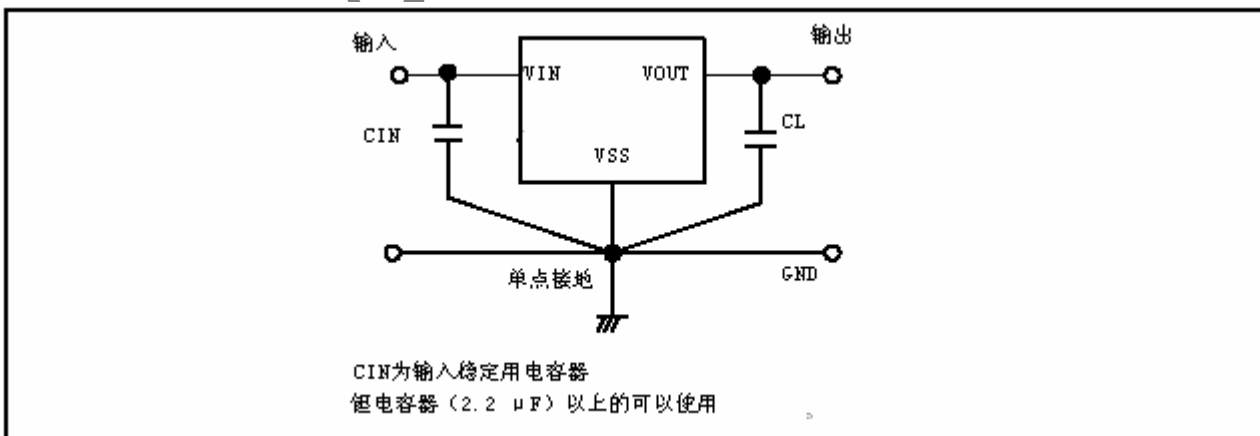 输入
输出
VIN
VOUT
CIN
CL
VSS
单点接地
GND
CIN为输入稳定用电容器
钽电容器（2.2 μF）以上的可以使用